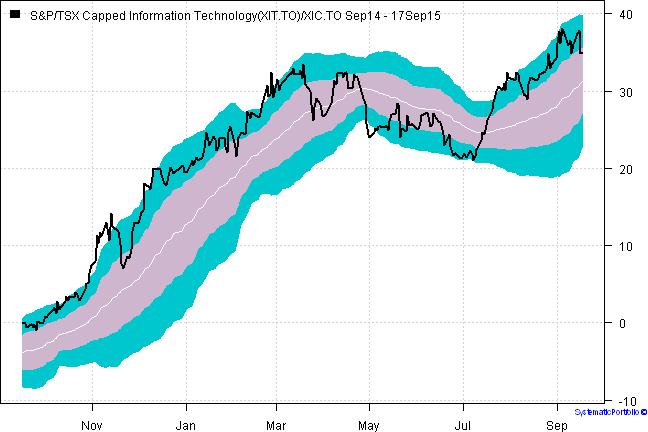 S&P/TSX Capped Information Technology(XIT.TO)/XIC.TO Sep14 - 17Sep15
40
30
20
10
0
-10
Nov Jan Mar May Jul Sep
SystematicPortfolio ©